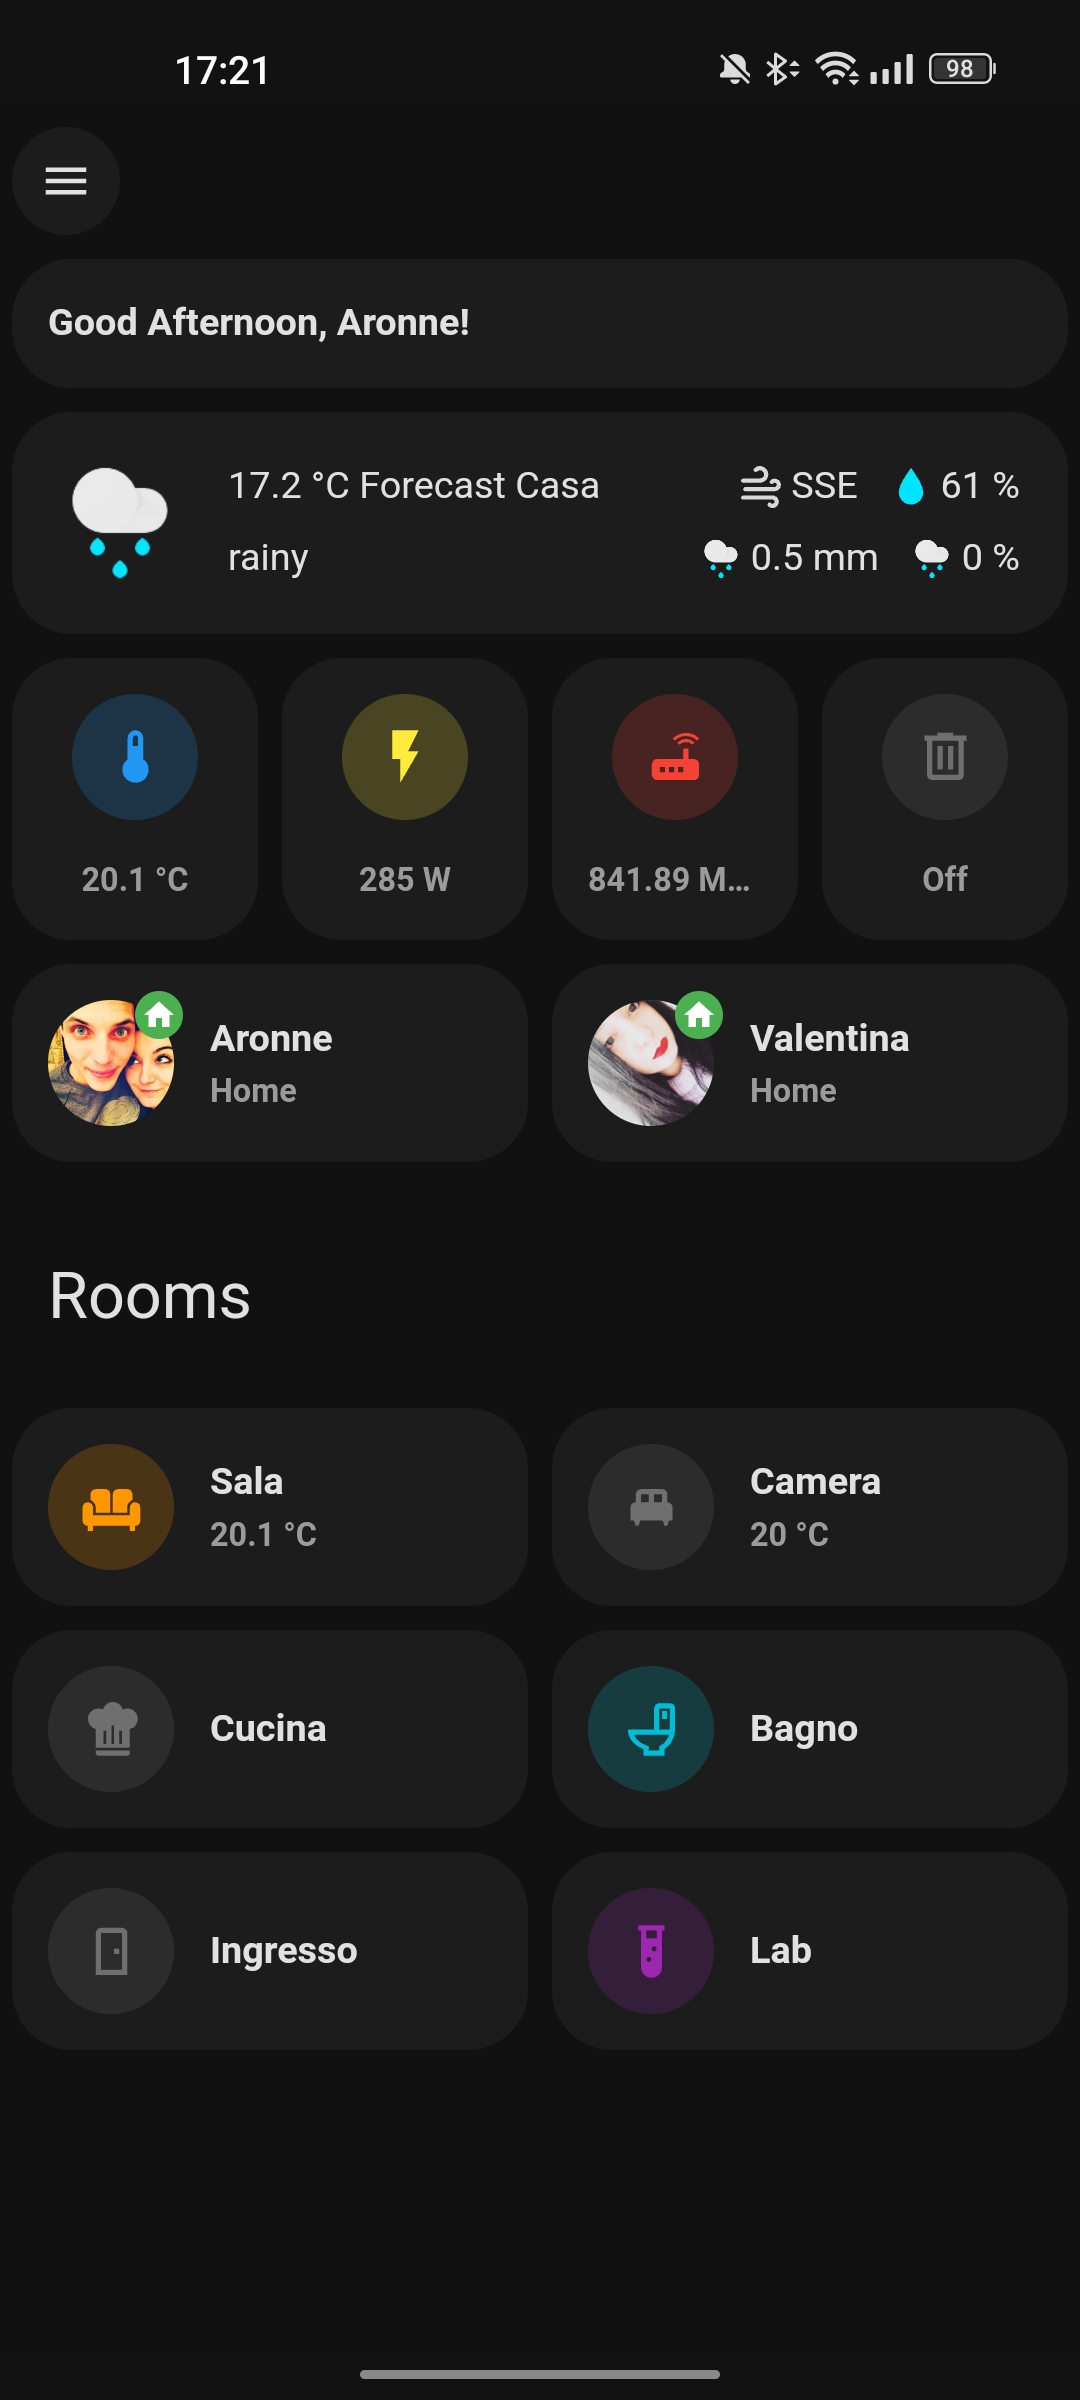 17:21
98
Good Afternoon, Aronne!
17.2 °C Forecast Casa
SSE
61 %
rainy
0.5 mm
0 %
20.1 °C
285 W
841.89 M...
Off
Aronne
Home
Valentina
Home
Rooms
Sala
20.1 °C
Camera
20 °C
Cucina
Bagno
Ingresso
Lab